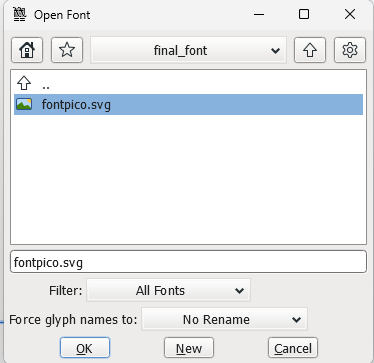 Open Font
final_font
..
fontpico.svg
fontpico.svg
Filter: All Fonts
Force glyph names to: No Rename
OK New Cancel